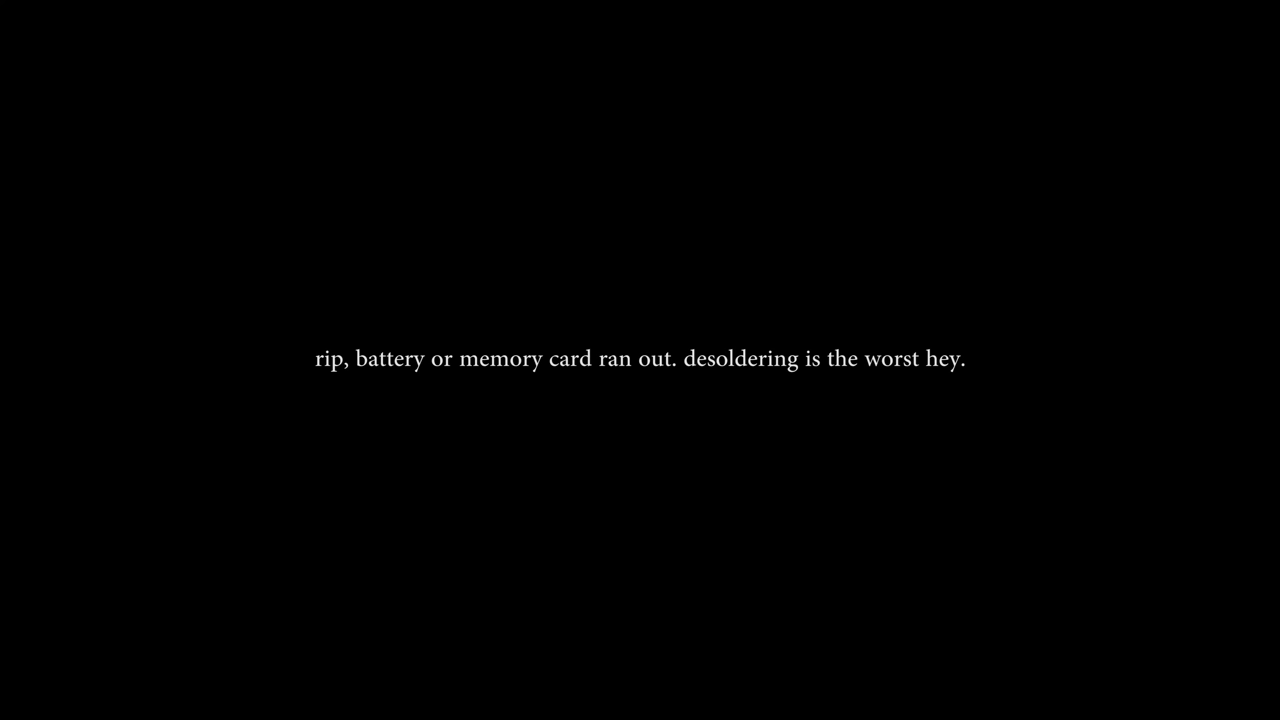 rip, battery or memory card ran out. desoldering is the worst hey.